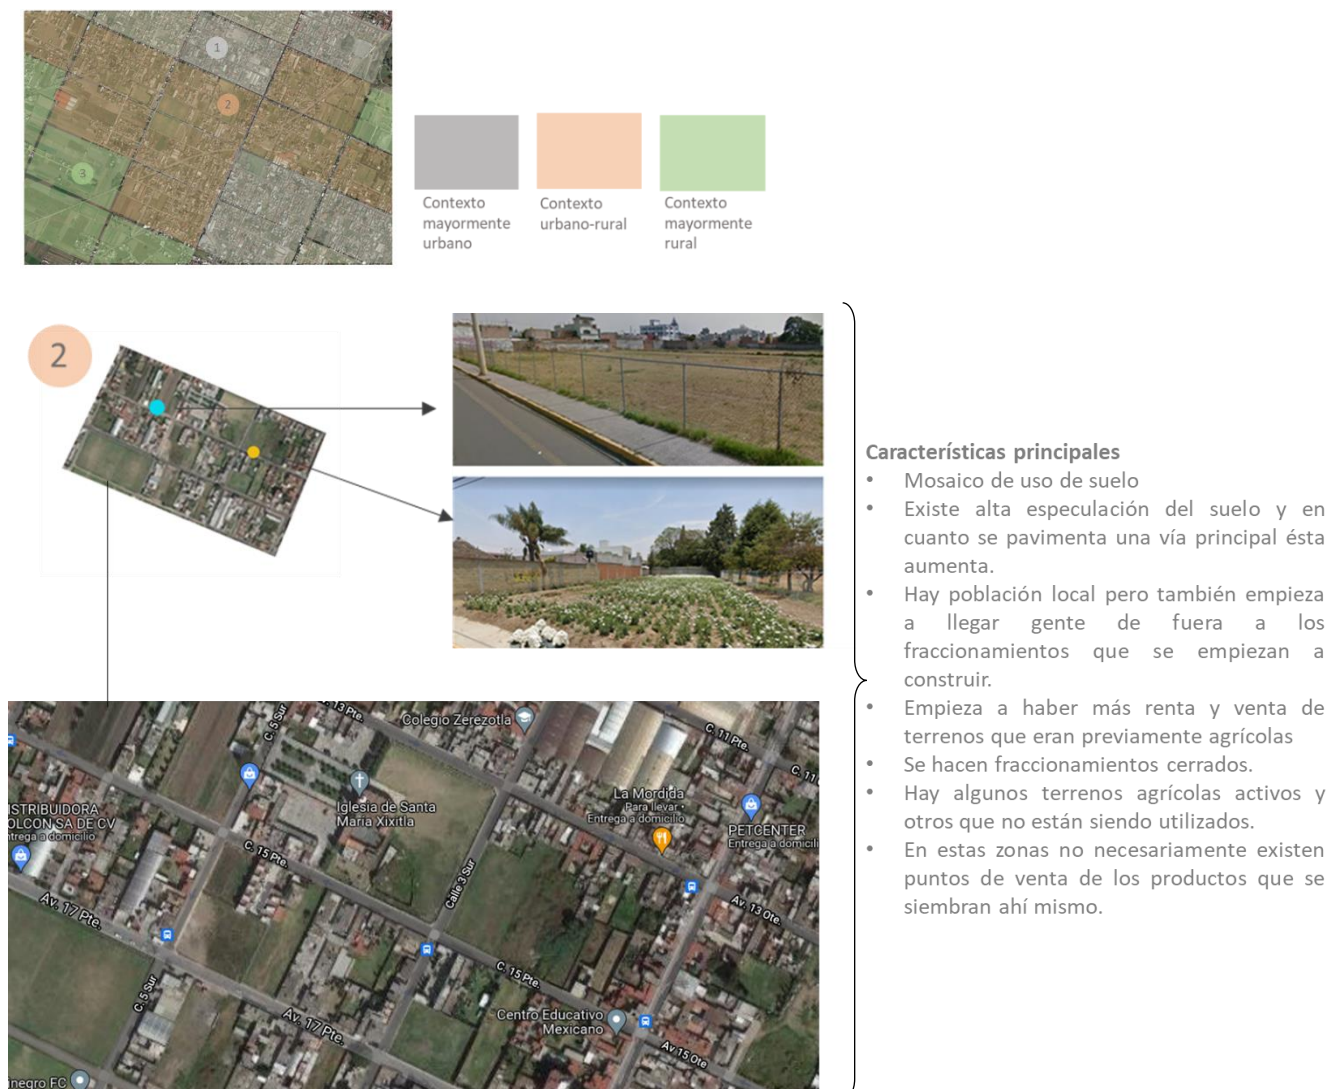 1
2
3
Contexto
mayormente
urbano
Contexto
urbano-rural
Contexto
mayormente
rural
2
Características principales
• Mosaico de uso de suelo
• Existe alta especulación del suelo y en
cuanto se pavimenta una vía principal ésta
aumenta.
• Hay población local pero también empieza
a llegar gente de fuera a los
fraccionamientos que se empiezan a
construir.
• Empieza a haber más renta y venta de
terrenos que eran previamente agrícolas
• Se hacen fraccionamientos cerrados.
• Hay algunos terrenos agrícolas activos y
otros que no están siendo utilizados.
• En estas zonas no necesariamente existen
puntos de venta de los productos que se
siembran ahí mismo.
C. 5 Sur
13 Pte.
Colegio Zerezotla
C. 11 Pte.
C. 11
Iglesia de Santa
Maria Xixitla
La Mordida
Para llevar •
Entrega a domicilio
PETCENTER
Entrega a domicili
ISTRIBUIDORA
OLCON SA DE CV
ntrega a domicilio
C. 15 Pte.
Calle 3 Sur
Av. 17 Pte.
Av. 13 Ote.
C. 15 Pte.
C. 5 Sur
Av. 17 Pte.
Centro Educativo
Mexicano
Av 15 Ote
inegro FC